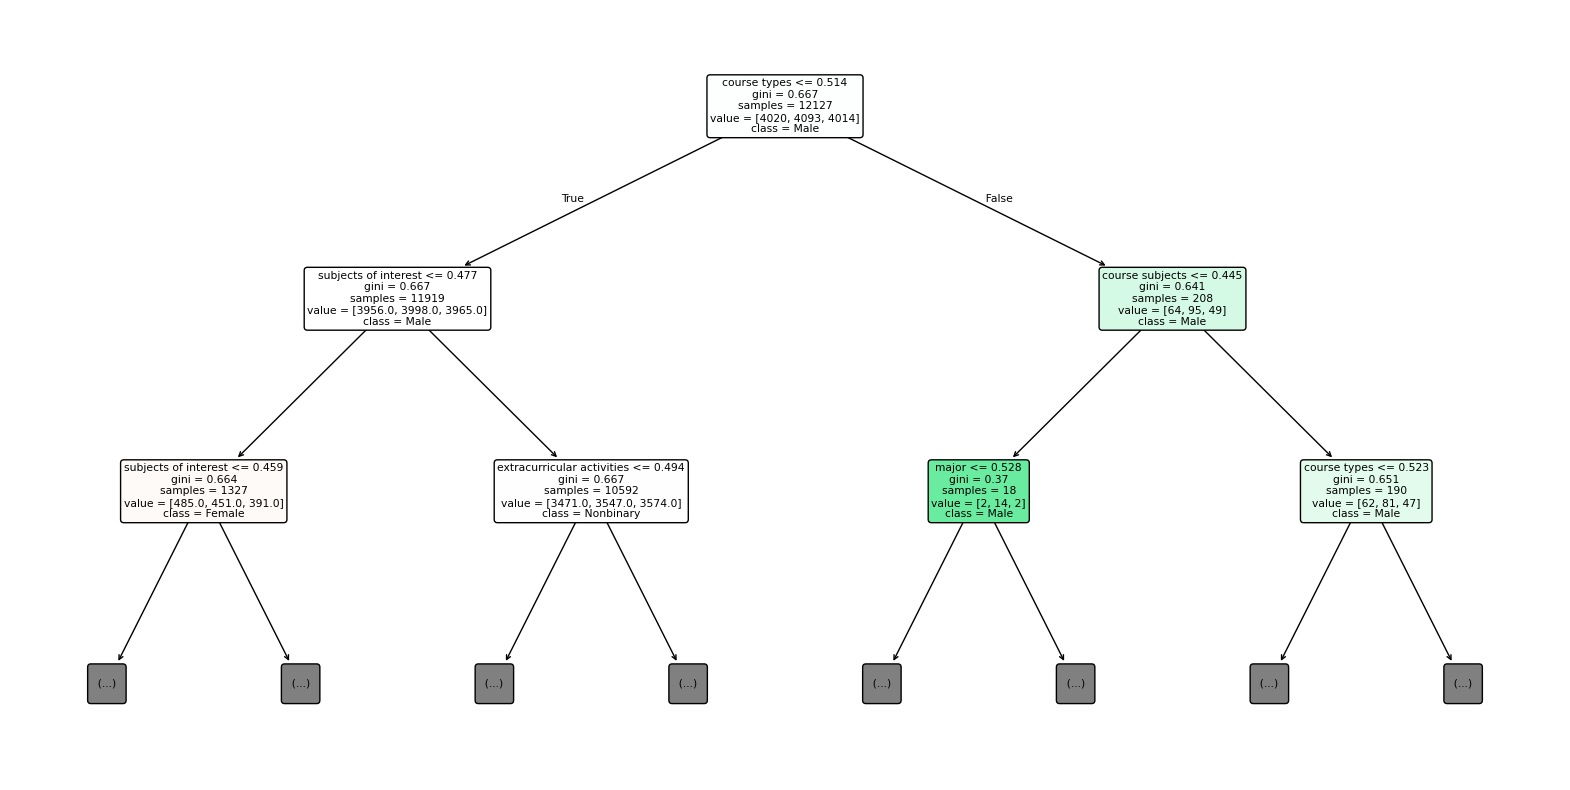 course types <= 0.514
gini = 0.667
samples = 12127
value = [4020, 4093, 4014]
class = Male
True
False
subjects of interest <= 0.477
gini = 0.667
samples = 11919
value = [3956.0, 3998.0, 3965.0]
class = Male
course subjects <= 0.445
gini = 0.641
samples = 208
value = [64, 95, 49]
class = Male
subjects of interest <= 0.459
gini = 0.664
samples = 1327
value = [485.0, 451.0, 391.0]
class = Female
extracurricular activities <= 0.494
gini = 0.667
samples = 10592
value = [3471.0, 3547.0, 3574.0]
class = Nonbinary
major <= 0.528
gini = 0.37
samples = 18
value = [2, 14, 2]
class = Male
course types <= 0.523
gini = 0.651
samples = 190
value = [62, 81, 47]
class = Male
(...)
(...)
(...)
(...)
(...)
(...)
(...)
(...)